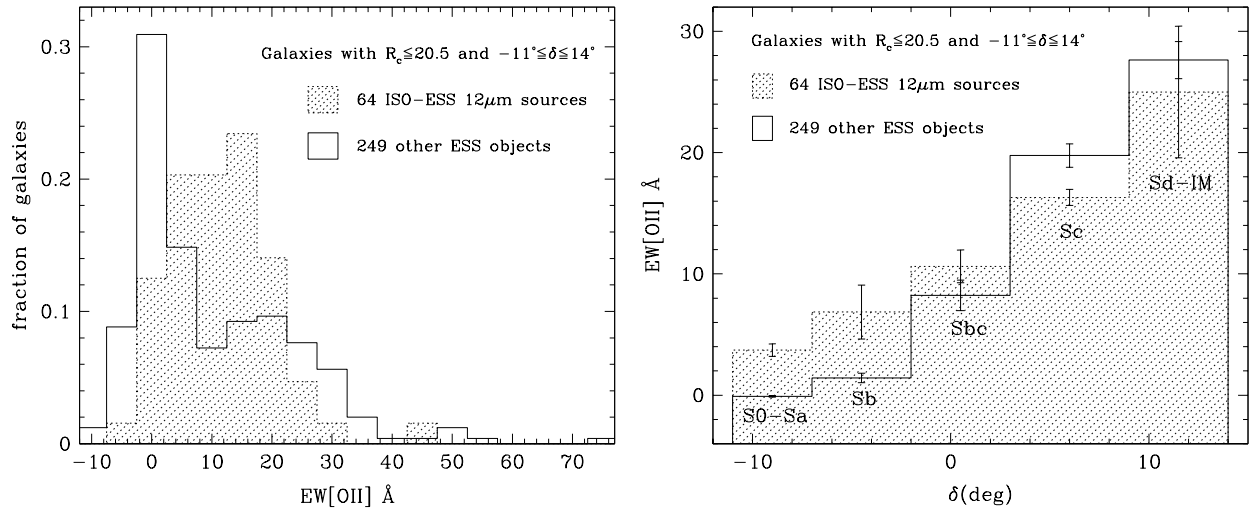 Galaxies with R_c≦20.5 and −11°≦δ≦14°
64 ISO−ESS 12μm sources
249 other ESS objects
fraction of galaxies
0.3
0.2
0.1
0
−10 0 10 20 30 40 50 60 70
EW[OII] Å
Galaxies with R_c≦20.5 and −11°≦δ≦14°
64 ISO−ESS 12μm sources
249 other ESS objects
EW[OII] Å
30
20
10
0
S0−Sa
Sb
Sbc
Sc
Sd−IM
−10 0 10
δ(deg)